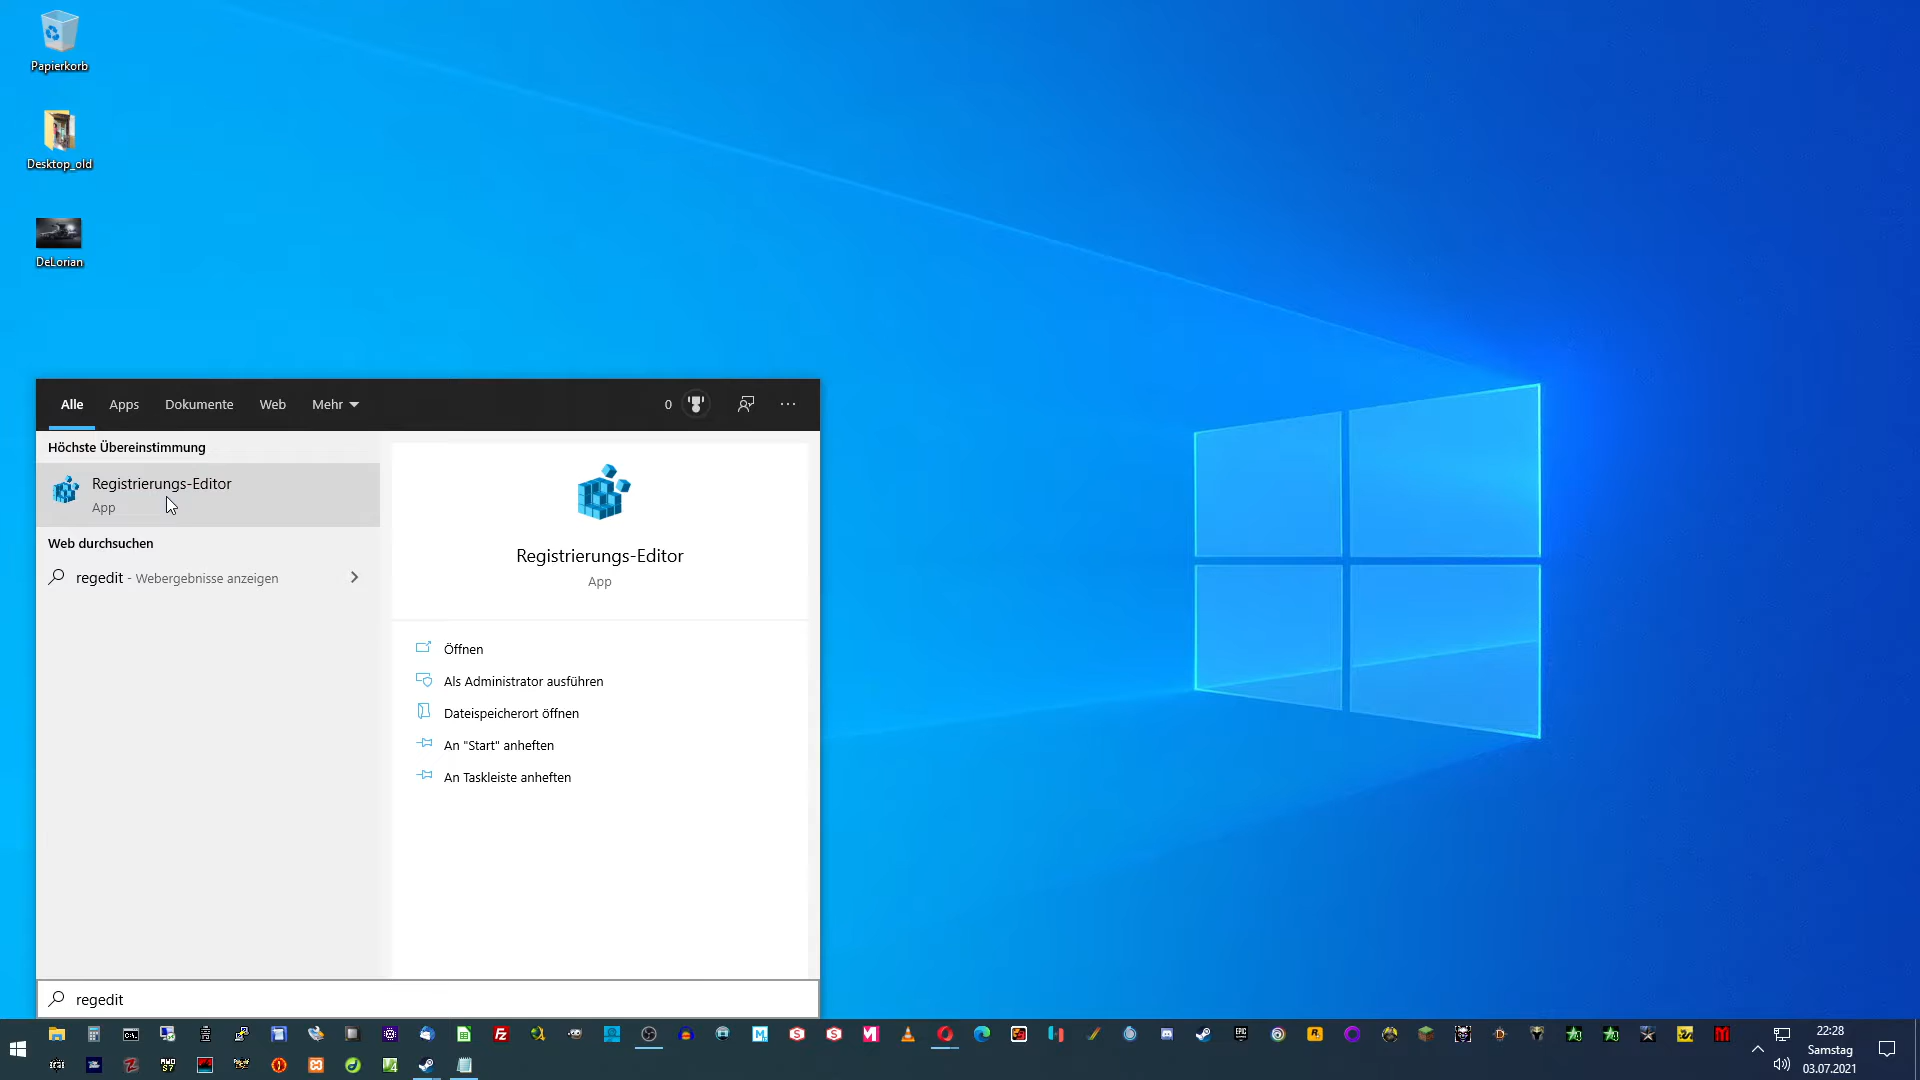 Papierkorb
Desktop_old
DeLorian
Alle Apps Dokumente Web Mehr 0
Höchste Übereinstimmung
Registrierungs-Editor
App
Web durchsuchen
regedit - Webergebnisse anzeigen
Registrierungs-Editor
App
Öffnen
Als Administrator ausführen
Dateispeicherort öffnen
An "Start" anheften
An Taskleiste anheften
regedit
22:28
Samstag
03.07.2021